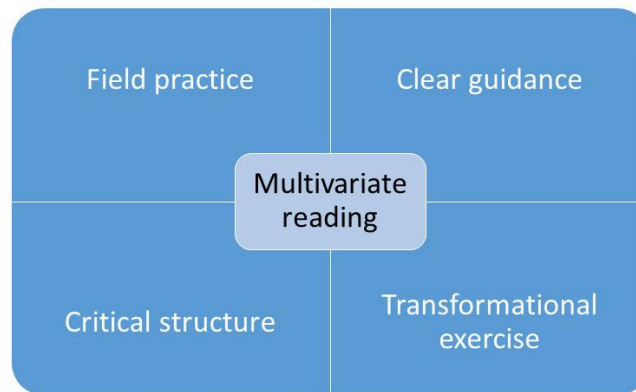 Field practice
Clear guidance
Multivariate
reading
Critical structure
Transformational
exercise